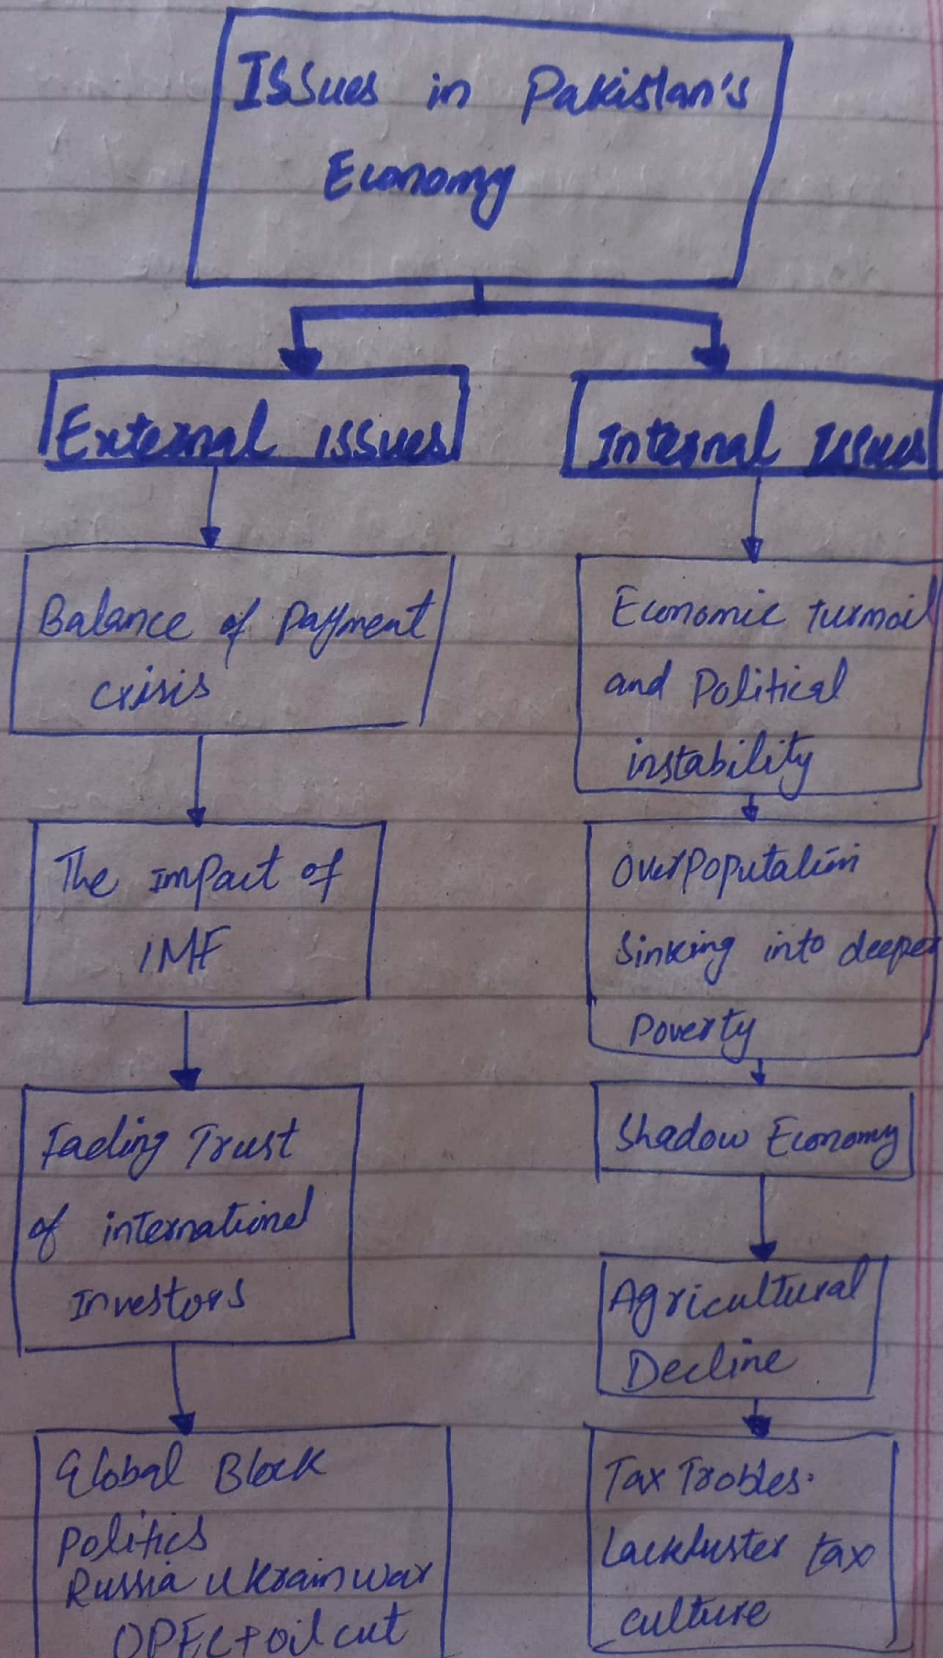 Issues in Pakistan's
Economy
External issues
Internal Issues
Balance of Payment
crisis
The impact of
IMF
Fading Trust
of international
Investors
Global Block
Politics
Russia ukrain war
OPEC+ oil cut
Economic turmoil
and Political
instability
Overpopulation
Sinking into deeper
Poverty
Shadow Economy
Agricultural
Decline
Tax Trobles.
Lackluster tax
culture